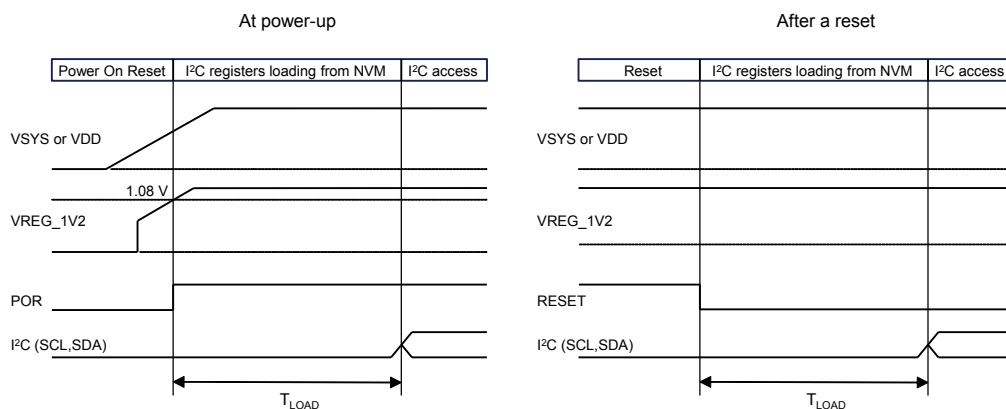 At power-up
Power On Reset
I²C registers loading from NVM
I²C access
VSYS or VDD
1.08 V
VREG_1V2
POR
I²C (SCL,SDA)
T_LOAD
After a reset
Reset
I²C registers loading from NVM
I²C access
VSYS or VDD
VREG_1V2
RESET
I²C (SCL,SDA)
T_LOAD